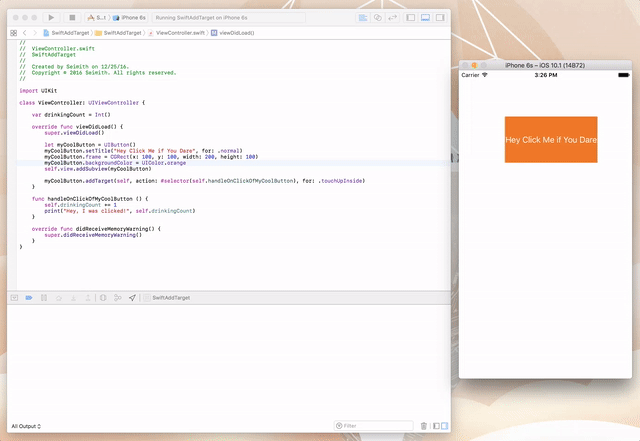 S...t
iPhone 6s
Running SwiftAddTarget on iPhone 6s
SwiftAddTarget
SwiftAddTarget
ViewController.swift
viewDidLoad()
//
// ViewController.swift
// SwiftAddTarget
//
// Created by Seimith on 12/25/16.
// Copyright © 2016 Seimith. All rights reserved.
//
import UIKit
class ViewController: UIViewController {
var drinkingCount = Int()
override func viewDidLoad() {
super.viewDidLoad()
let myCoolButton = UIButton()
myCoolButton.setTitle("Hey Click Me if You Dare", for: .normal)
myCoolButton.frame = CGRect(x: 100, y: 100, width: 200, height: 100)
myCoolButton.backgroundColor = UIColor.orange
self.view.addSubview(myCoolButton)
myCoolButton.addTarget(self, action: #selector(self.handleOnClickOfMyCoolButton), for: .touchUpInside)
}
func handleOnClickOfMyCoolButton () {
self.drinkingCount += 1
print("Hey, I was clicked!", self.drinkingCount)
}
override func didReceiveMemoryWarning() {
super.didReceiveMemoryWarning()
}
}
SwiftAddTarget
All Output
Filter
iPhone 6s – iOS 10.1 (14B72)
Carrier
3:26 PM
Hey Click Me if You Dare